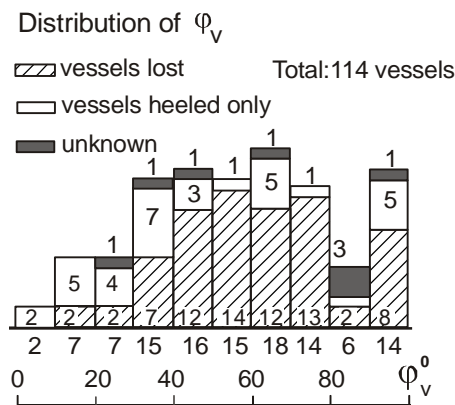 Distribution of φv
vessels lost Total:114 vessels
vessels heeled only
unknown
1 1 1 1 1 1
1 7 3 5 3 5
5 4
2 2 2 7 12 14 12 13 2 8
2 7 7 15 16 15 18 14 6 14
0 20 40 60 80 φv⁰